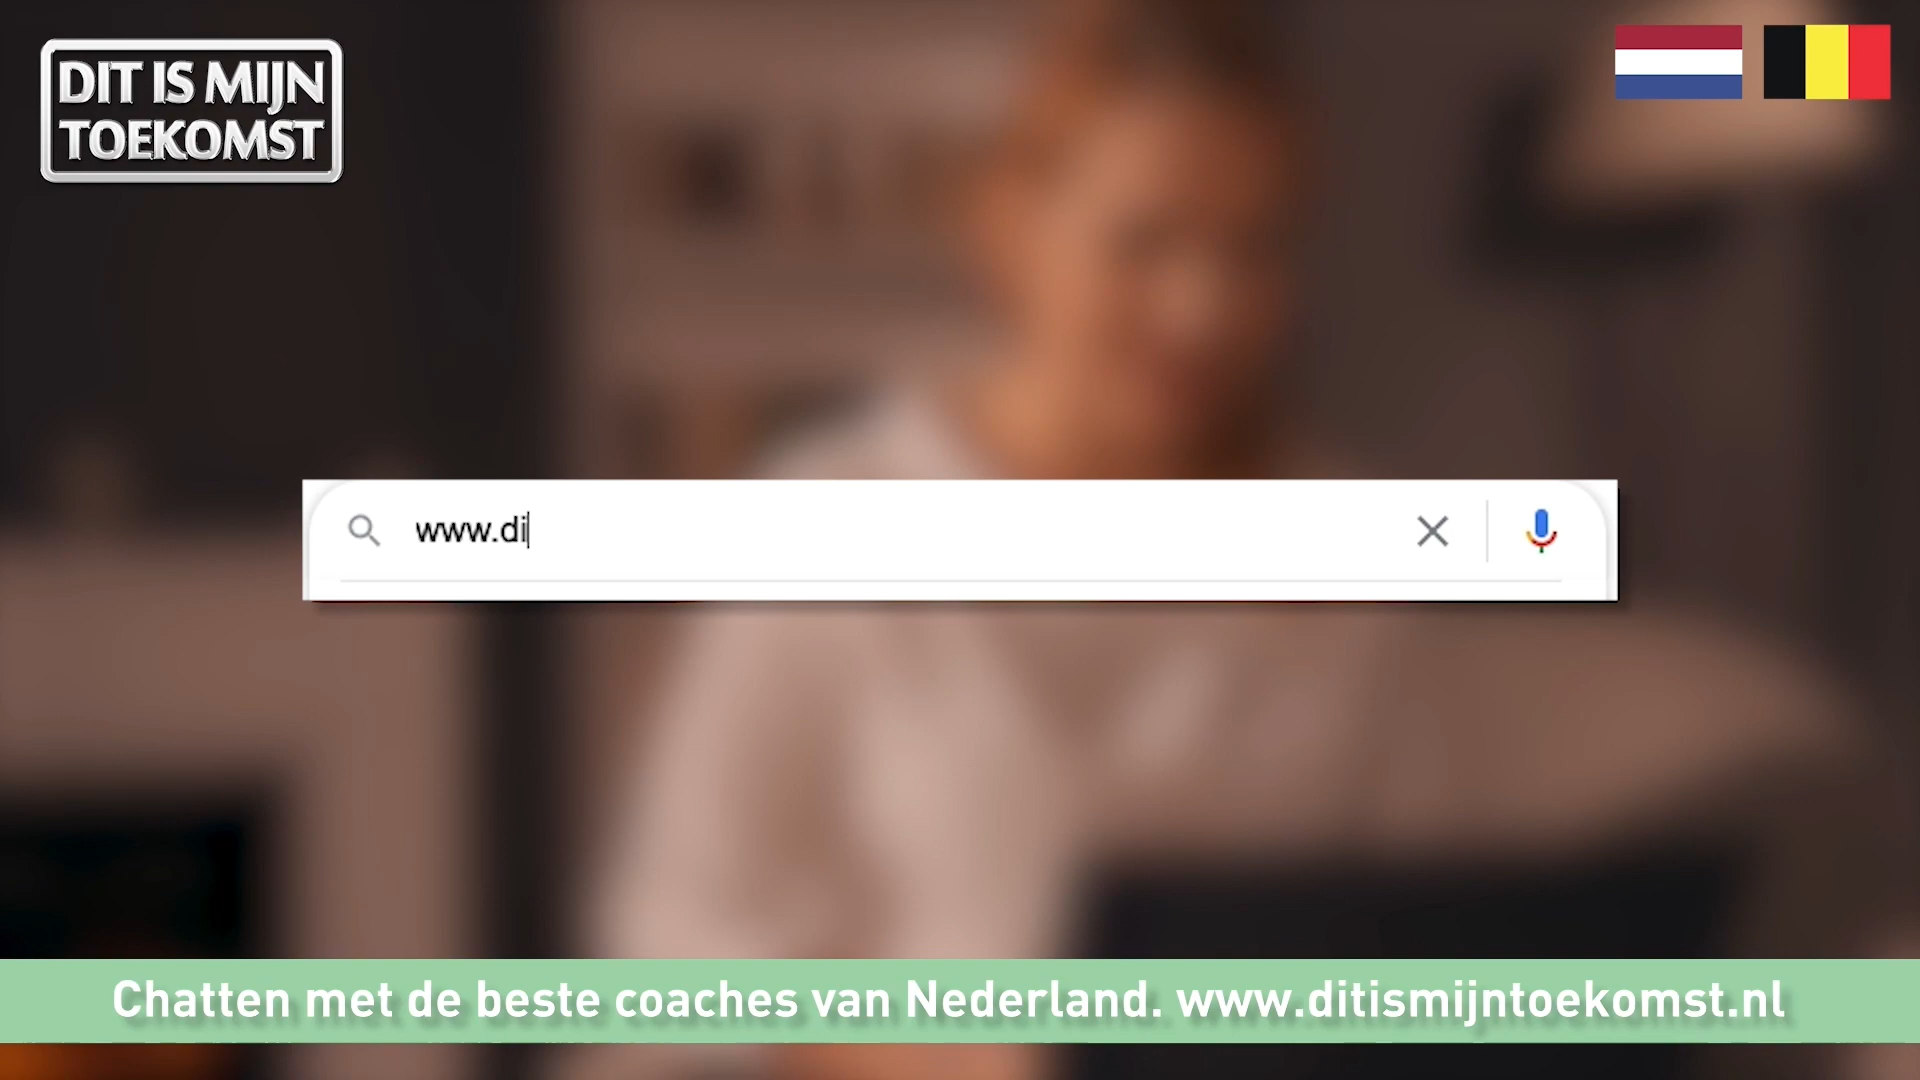 DIT IS MIJN
TOEKOMST
www.di
Chatten met de beste coaches van Nederland. www.ditismijntoekomst.nl